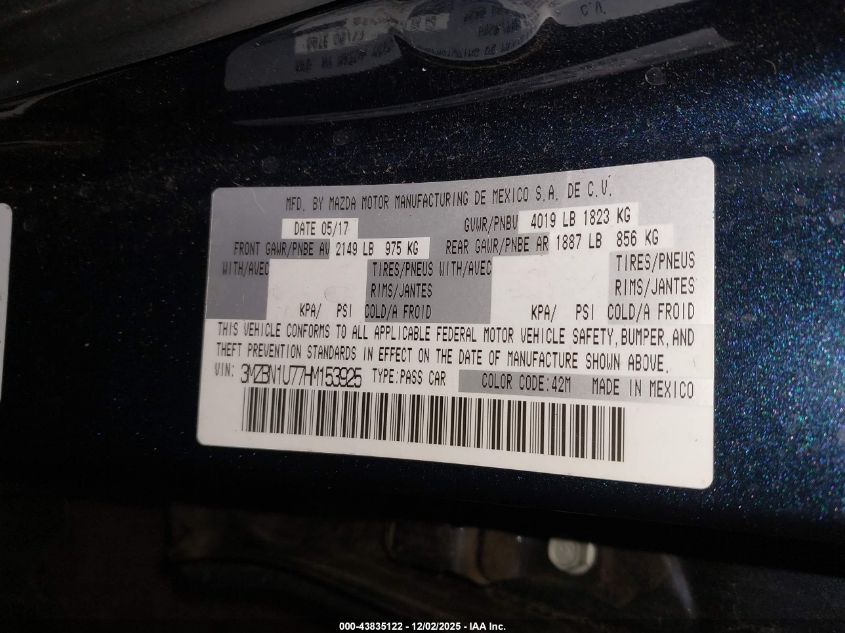 MFD. BY MAZDA MOTOR MANUFACTURING DE MEXICO S.A. DE C.V.
DATE 05/17 GVWR/PNBV 4019 LB 1823 KG
FRONT GAWR/PNBE AV 2149 LB 975 KG REAR GAWR/PNBE AR 1887 LB 856 KG
WITH/AVEC TIRES/PNEUS WITH/AVEC TIRES/PNEUS
RIMS/JANTES RIMS/JANTES
KPA/ PSI COLD/A FROID KPA/ PSI COLD/A FROID
THIS VEHICLE CONFORMS TO ALL APPLICABLE FEDERAL MOTOR VEHICLE SAFETY, BUMPER, AND
THEFT PREVENTION STANDARDS IN EFFECT ON THE DATE OF MANUFACTURE SHOWN ABOVE.
VIN: 3MZBN1U77HM153925 TYPE:PASS CAR COLOR CODE:42M MADE IN MEXICO
000-43835122 - 12/02/2025 - IAA Inc.